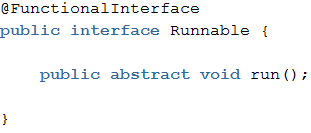 @FunctionalInterface
public interface Runnable {
public abstract void run();
}